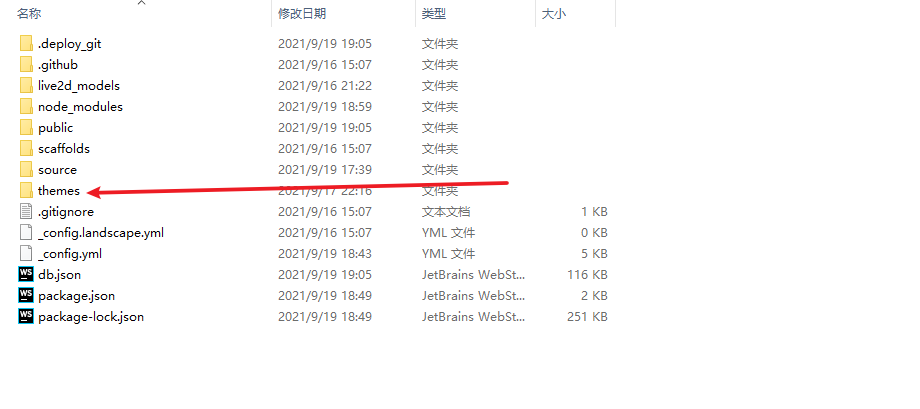 名称 修改日期 类型 大小
.deploy_git 2021/9/19 19:05 文件夹
.github 2021/9/16 15:07 文件夹
live2d_models 2021/9/16 21:22 文件夹
node_modules 2021/9/19 18:59 文件夹
public 2021/9/19 19:05 文件夹
scaffolds 2021/9/16 15:07 文件夹
source 2021/9/19 17:39 文件夹
themes 2021/9/17 22:16 文件夹
.gitignore 2021/9/16 15:07 文本文档 1 KB
_config.landscape.yml 2021/9/16 15:07 YML 文件 0 KB
_config.yml 2021/9/19 18:43 YML 文件 5 KB
WS db.json 2021/9/19 19:05 JetBrains WebSt... 116 KB
WS package.json 2021/9/19 18:49 JetBrains WebSt... 2 KB
WS package-lock.json 2021/9/19 18:49 JetBrains WebSt... 251 KB